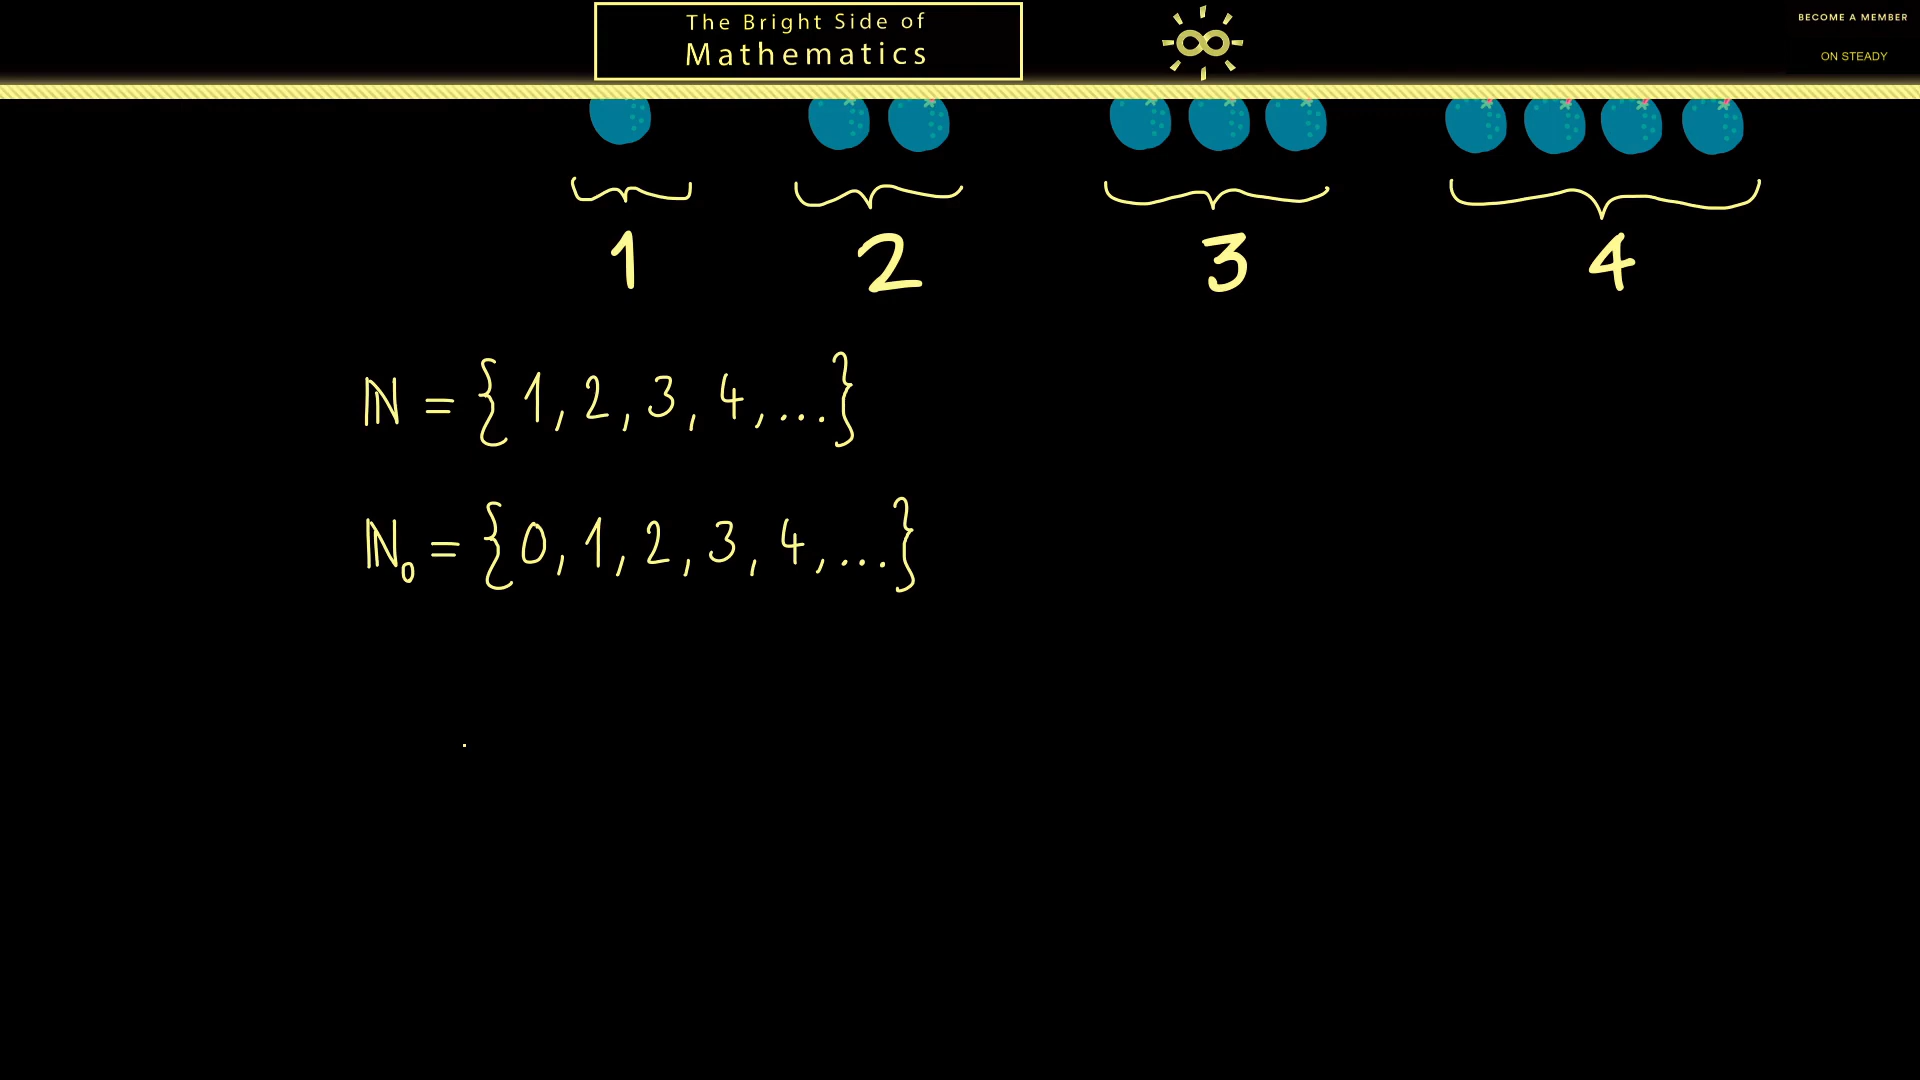 The Bright Side of
Mathematics
BECOME A MEMBER
ON STEADY
1 2 3 4
ℕ = {1, 2, 3, 4, ...}
ℕ₀ = {0, 1, 2, 3, 4, ...}